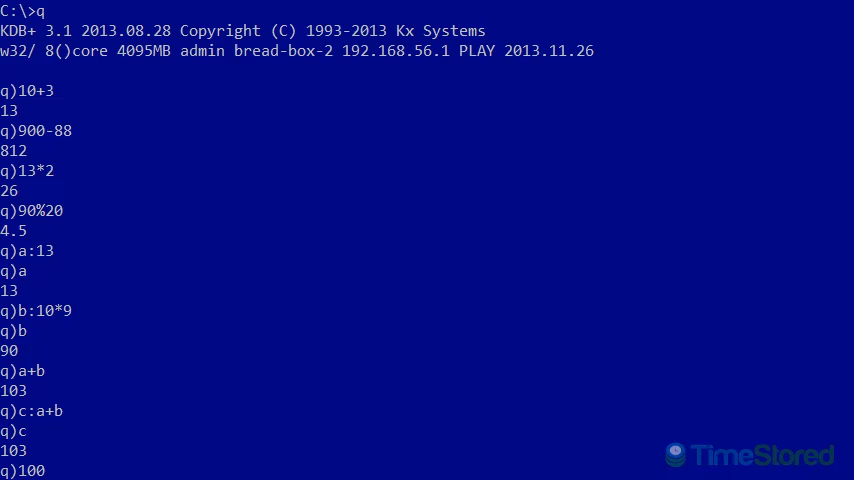 C:\>q
KDB+ 3.1 2013.08.28 Copyright (C) 1993-2013 Kx Systems
w32/ 8()core 4095MB admin bread-box-2 192.168.56.1 PLAY 2013.11.26
q)10+3
13
q)900-88
812
q)13*2
26
q)90%20
4.5
q)a:13
q)a
13
q)b:10*9
q)b
90
q)a+b
103
q)c:a+b
q)c
103
q)100
TimeStored